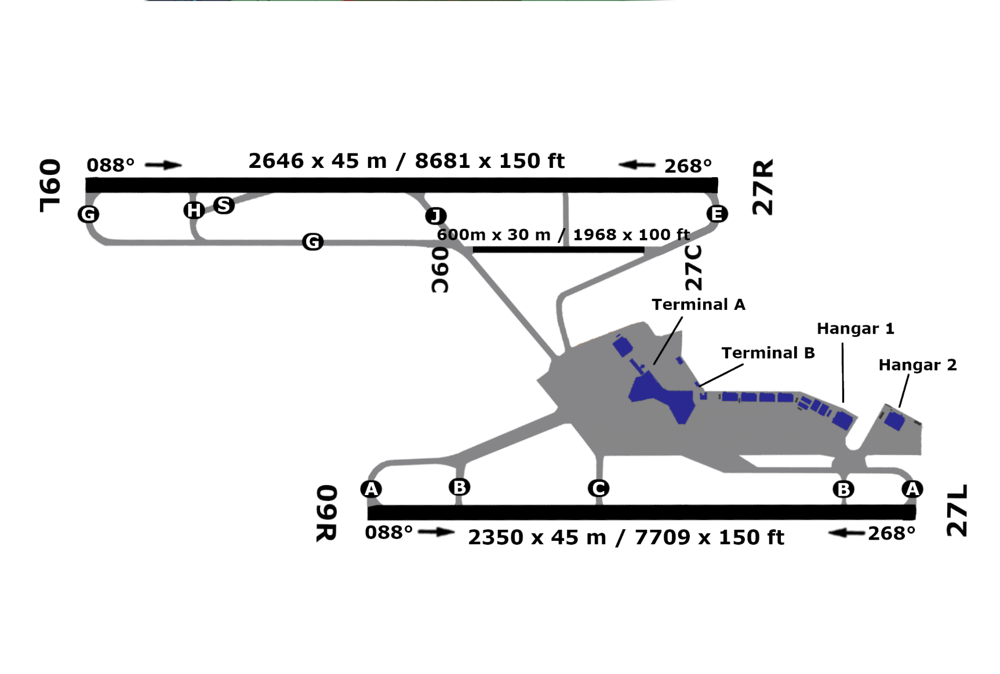 2646 x 45 m / 8681 x 150 ft
088° 268°
09L
27R
G H S J E
G
600m x 30 m / 1968 x 100 ft
09C
27C
Terminal A
Hangar 1
Terminal B
Hangar 2
A B C B A
09R
27L
088° 268°
2350 x 45 m / 7709 x 150 ft